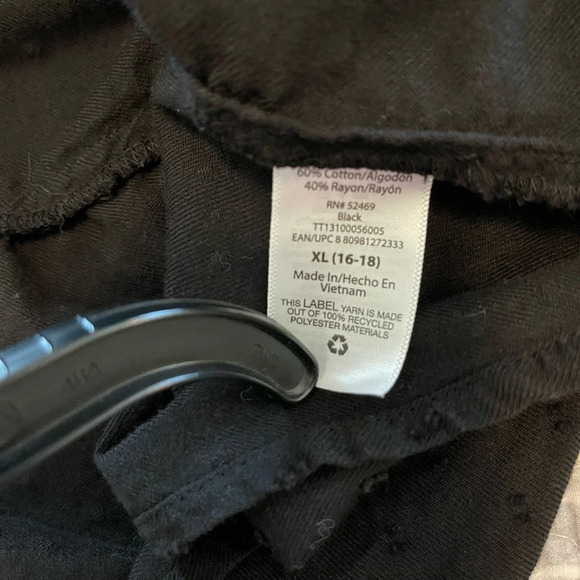 60% Cotton/Algodón
40% Rayon/Rayón
RN# 52469
Black
TT13100056005
EAN/UPC 8 80981272333
XL (16-18)
Made In/Hecho En
Vietnam
THIS LABEL YARN IS MADE
OUT OF 100% RECYCLED
POLYESTER MATERIALS